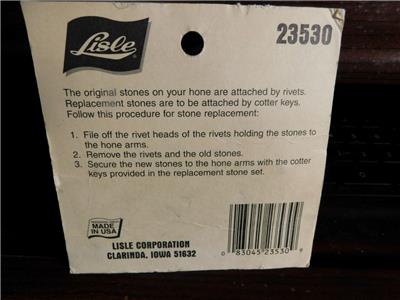 Lisle
23530
The original stones on your hone are attached by rivets.
Replacement stones are to be attached by cotter keys.
Follow this procedure for stone replacement:
1. File off the rivet heads of the rivets holding the stones to
the hone arms.
2. Remove the rivets and the old stones.
3. Secure the new stones to the hone arms with the cotter
keys provided in the replacement stone set.
MADE
IN USA
LISLE CORPORATION
CLARINDA, IOWA 51632
0 83045 23530 9